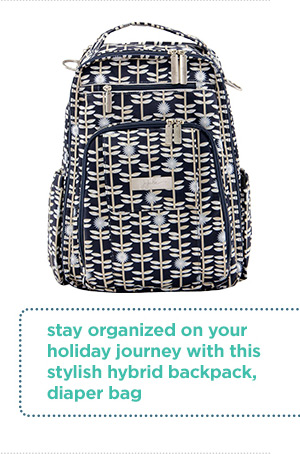 stay organized on your
holiday journey with this
stylish hybrid backpack,
diaper bag